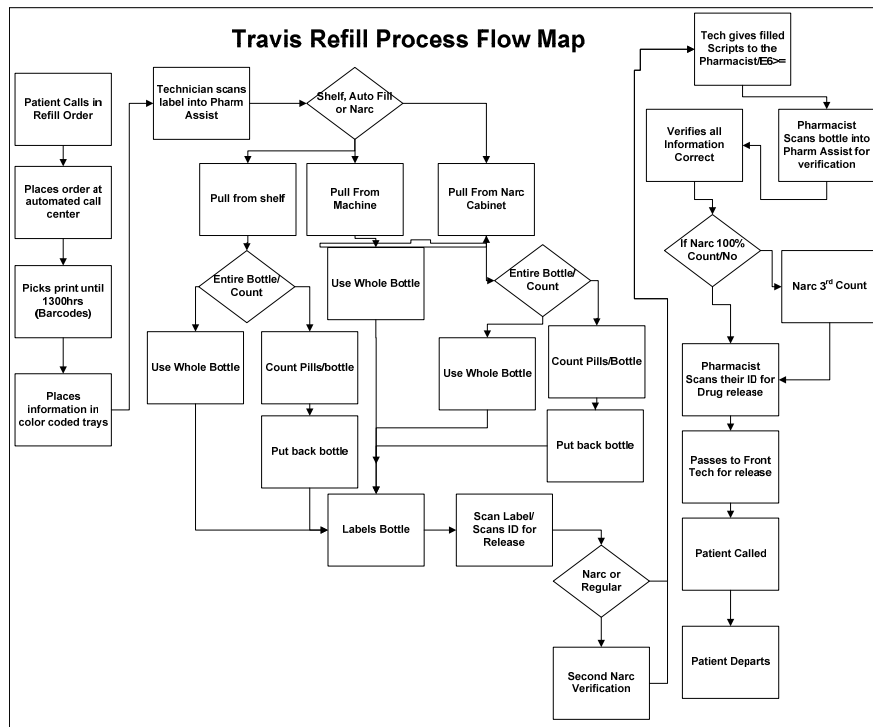 Travis Refill Process Flow Map
Patient Calls in
Refill Order
Places order at
automated call
center
Picks print until
1300hrs
(Barcodes)
Places
information in
color coded trays
Technician scans
label into Pharm
Assist
Shelf, Auto Fill
or Narc
Pull from shelf
Pull From
Machine
Pull From Narc
Cabinet
Entire Bottle/
Count
Use Whole Bottle
Entire Bottle/
Count
Use Whole Bottle
Count Pills/bottle
Use Whole Bottle
Count Pills/Bottle
Put back bottle
Put back bottle
Labels Bottle
Scan Label/
Scans ID for
Release
Narc or
Regular
Second Narc
Verification
Tech gives filled
Scripts to the
Pharmacist/E6>=
Pharmacist
Scans bottle into
Pharm Assist for
verification
Verifies all
Information
Correct
If Narc 100%
Count/No
Narc 3rd Count
Pharmacist
Scans their ID for
Drug release
Passes to Front
Tech for release
Patient Called
Patient Departs